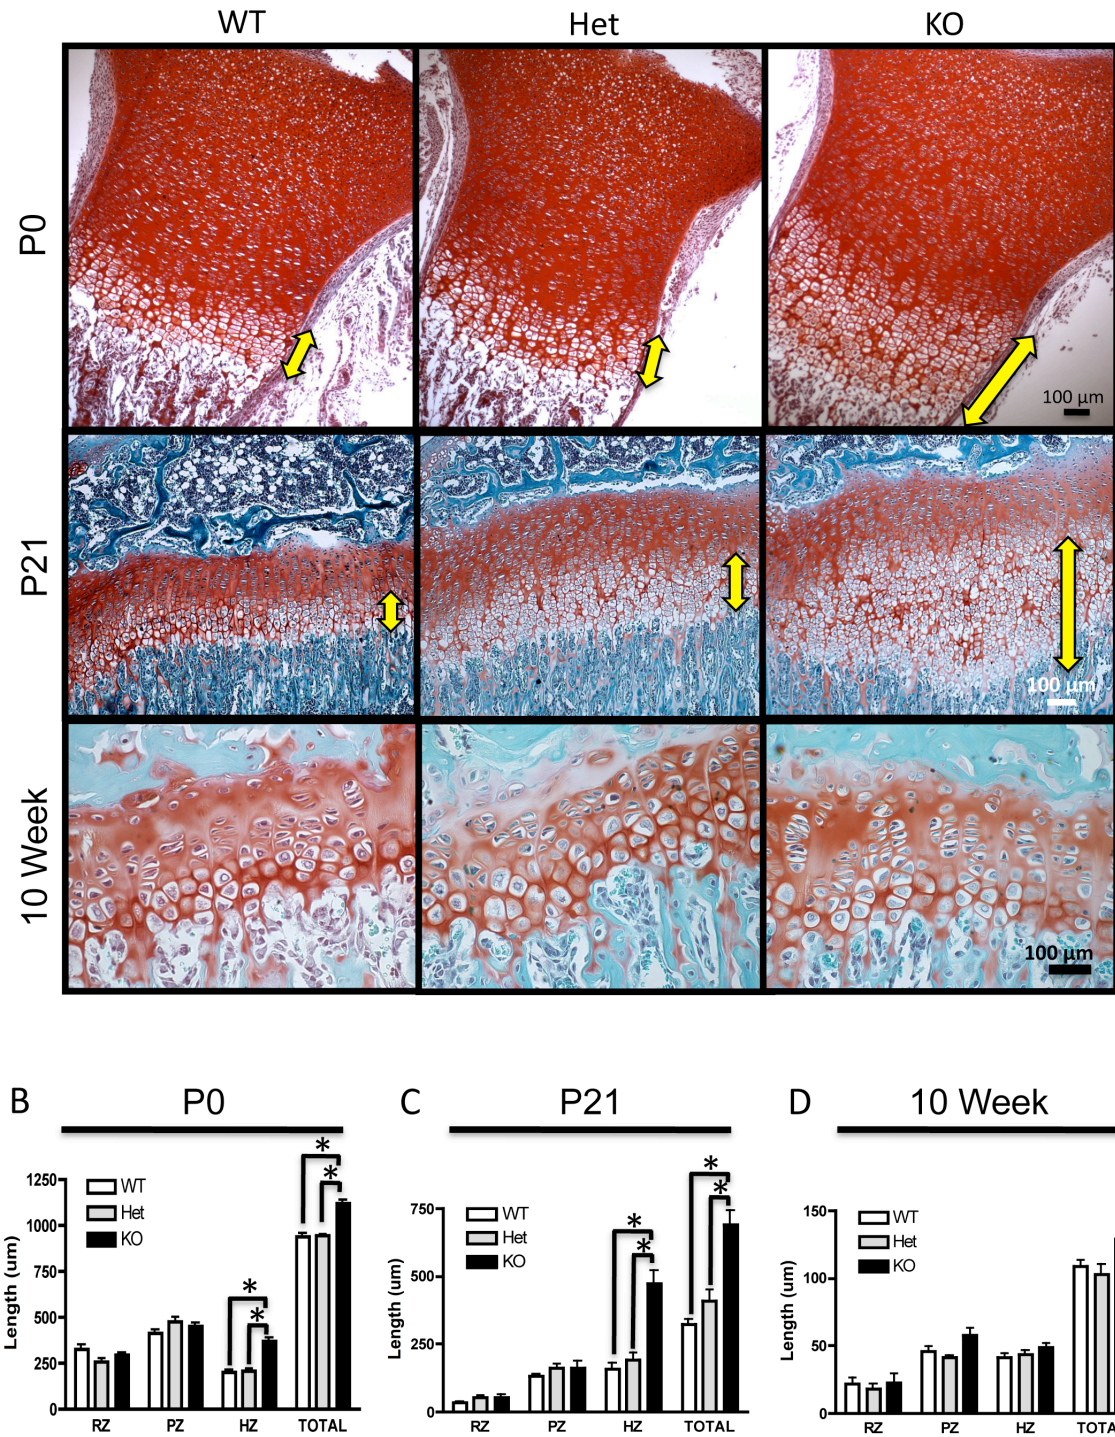 WT Het KO
P0
100 µm
P21
100 µm
10 Week
100 µm
B P0 C P21 D 10 Week
* * * *
WT Het KO
Length (um)
1250
1000
750
500
250
0
RZ PZ HZ TOTAL
* * * *
WT Het KO
Length (um)
750
500
250
0
RZ PZ HZ TOTAL
WT Het KO
Length (um)
150
100
50
0
RZ PZ HZ TOTA